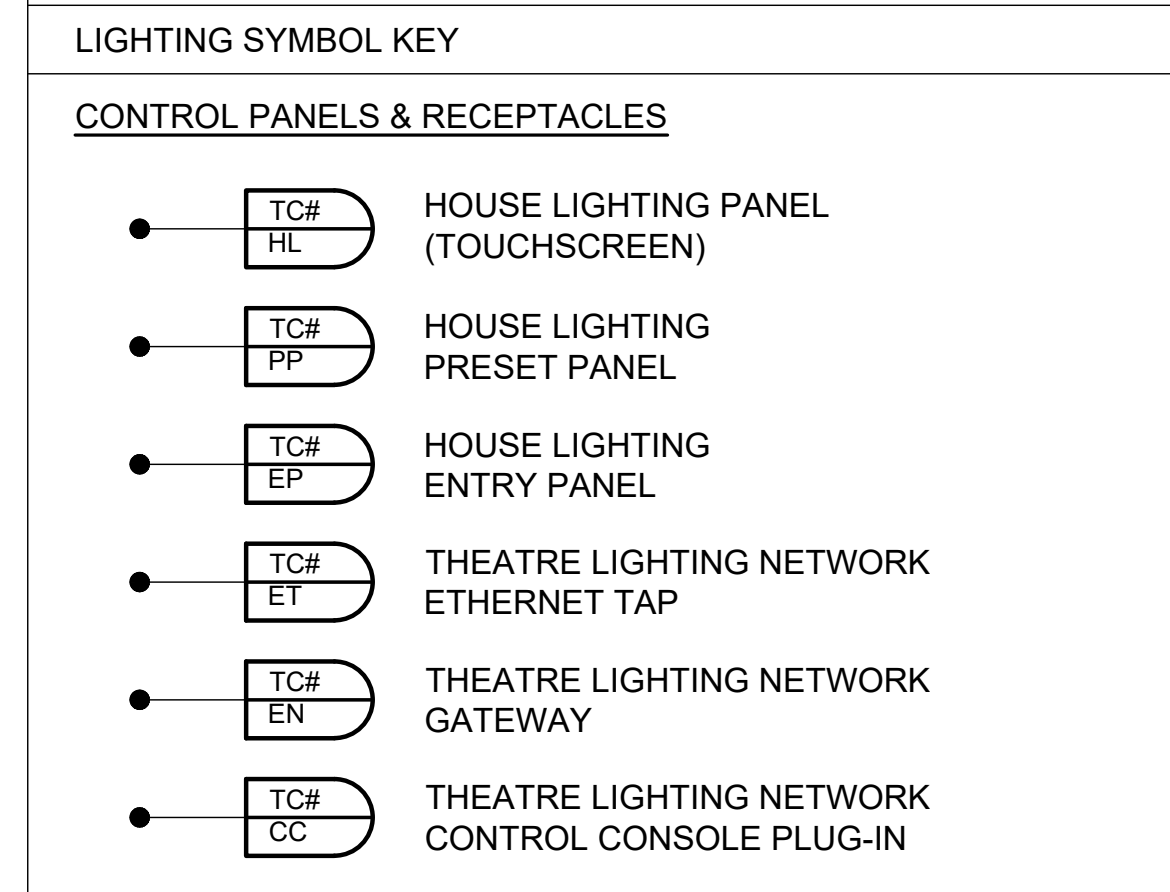 LIGHTING SYMBOL KEY
CONTROL PANELS & RECEPTACLES
TC#
HL
HOUSE LIGHTING PANEL
(TOUCHSCREEN)
TC#
PP
HOUSE LIGHTING
PRESET PANEL
TC#
EP
HOUSE LIGHTING
ENTRY PANEL
TC#
ET
THEATRE LIGHTING NETWORK
ETHERNET TAP
TC#
EN
THEATRE LIGHTING NETWORK
GATEWAY
TC#
CC
THEATRE LIGHTING NETWORK
CONTROL CONSOLE PLUG-IN